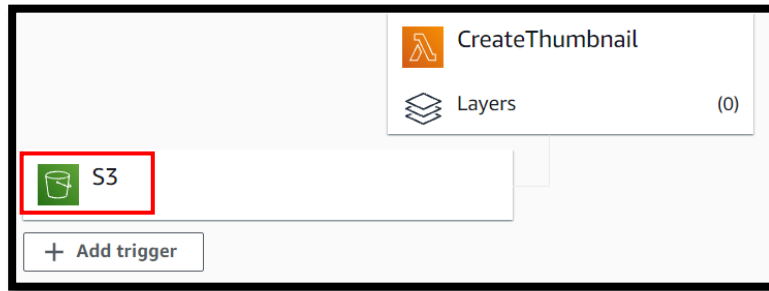 CreateThumbnail
Layers (0)
S3
+ Add trigger